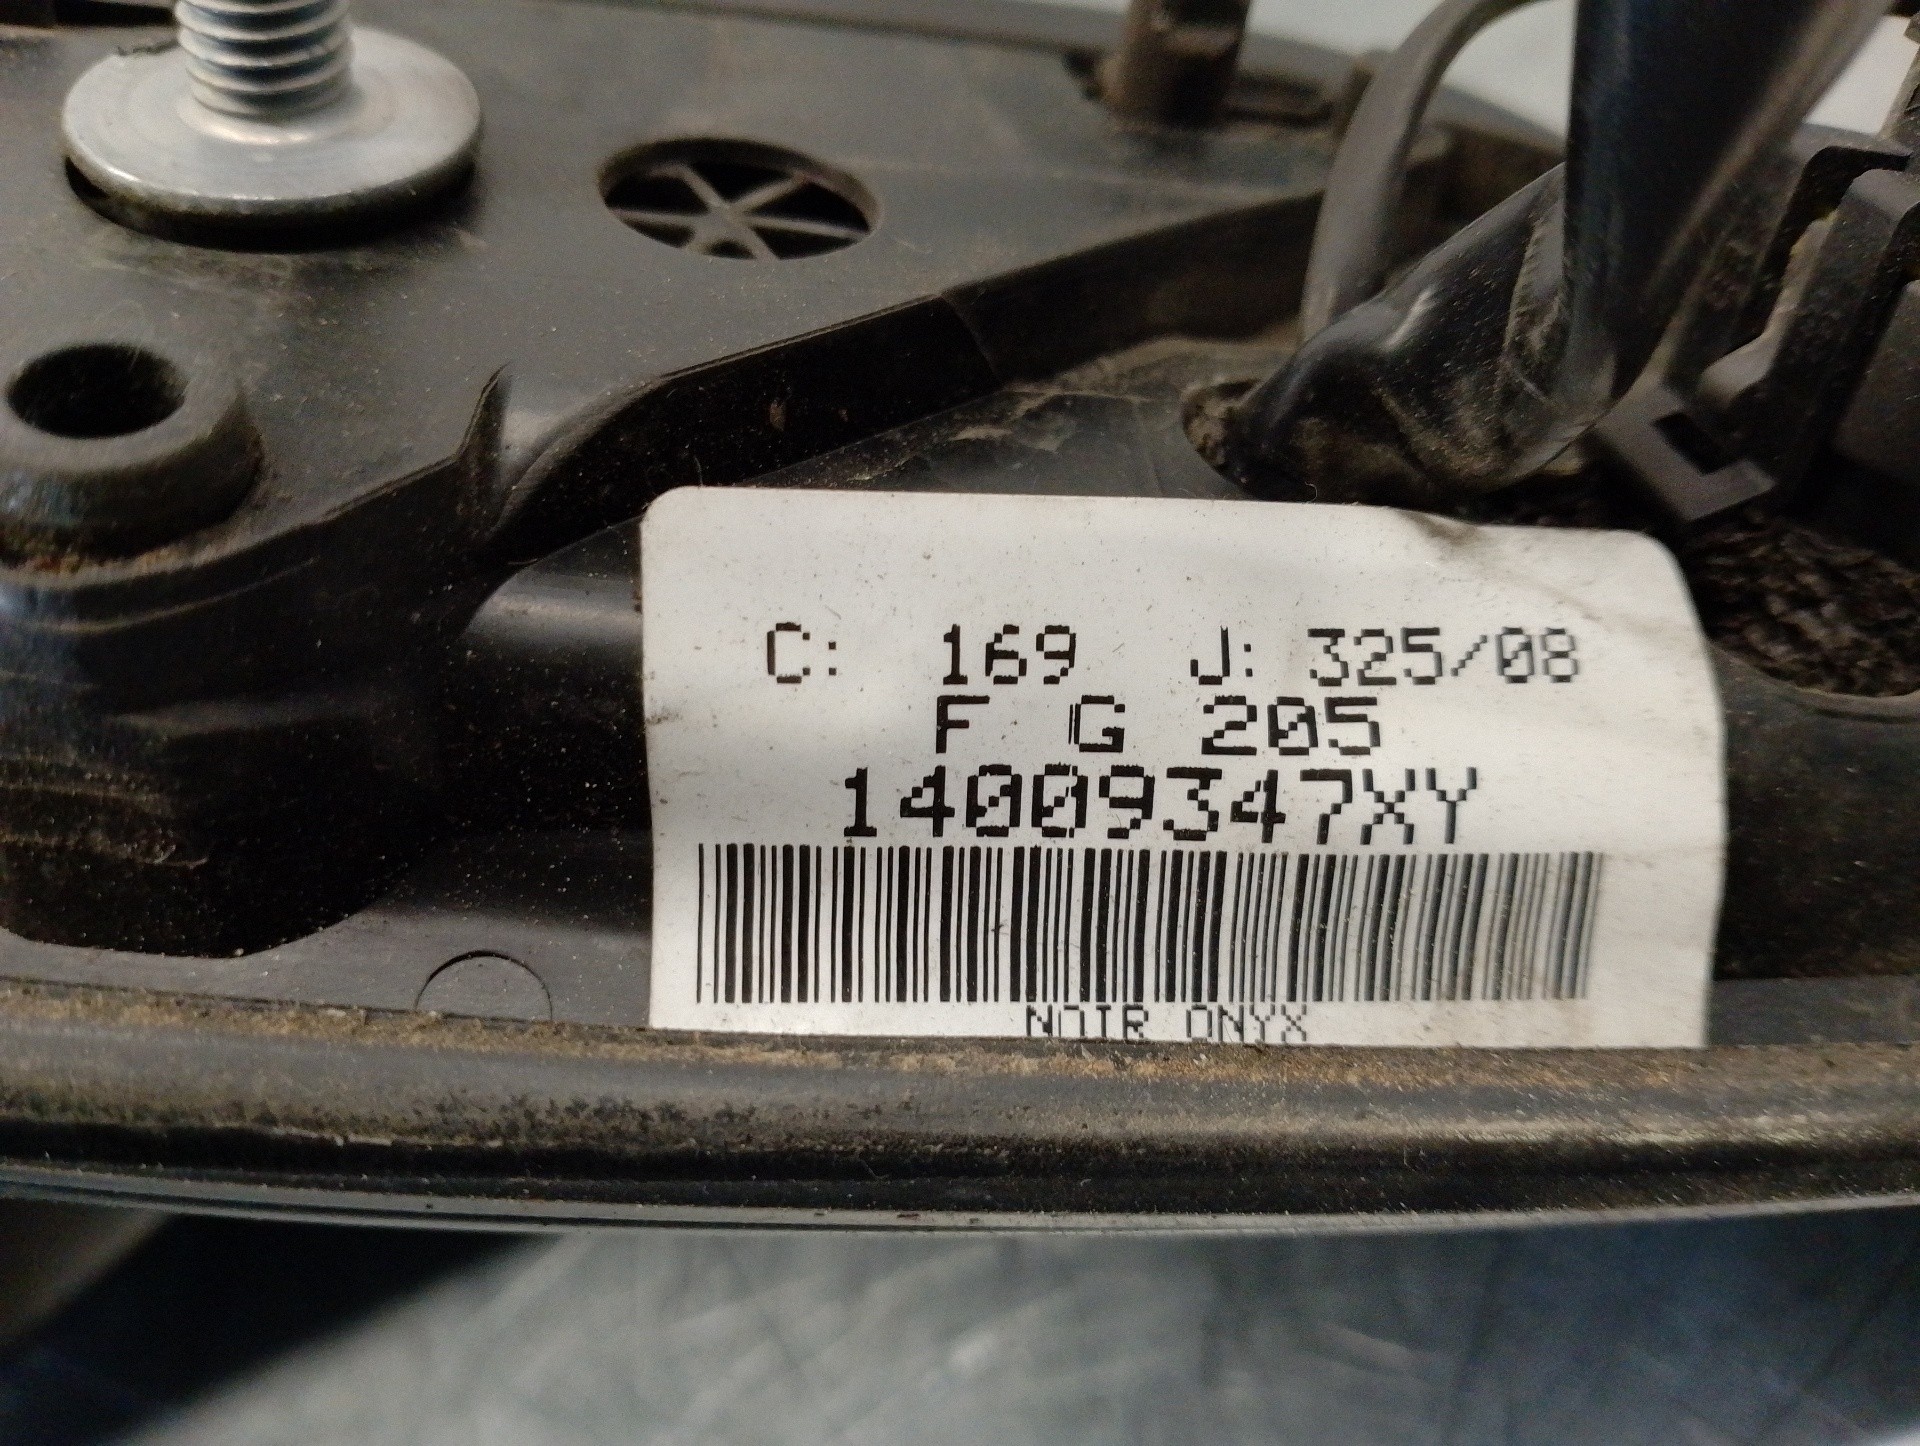 C: 169 J: 325/08
F G 205
14009347XY
NOIR ONYX